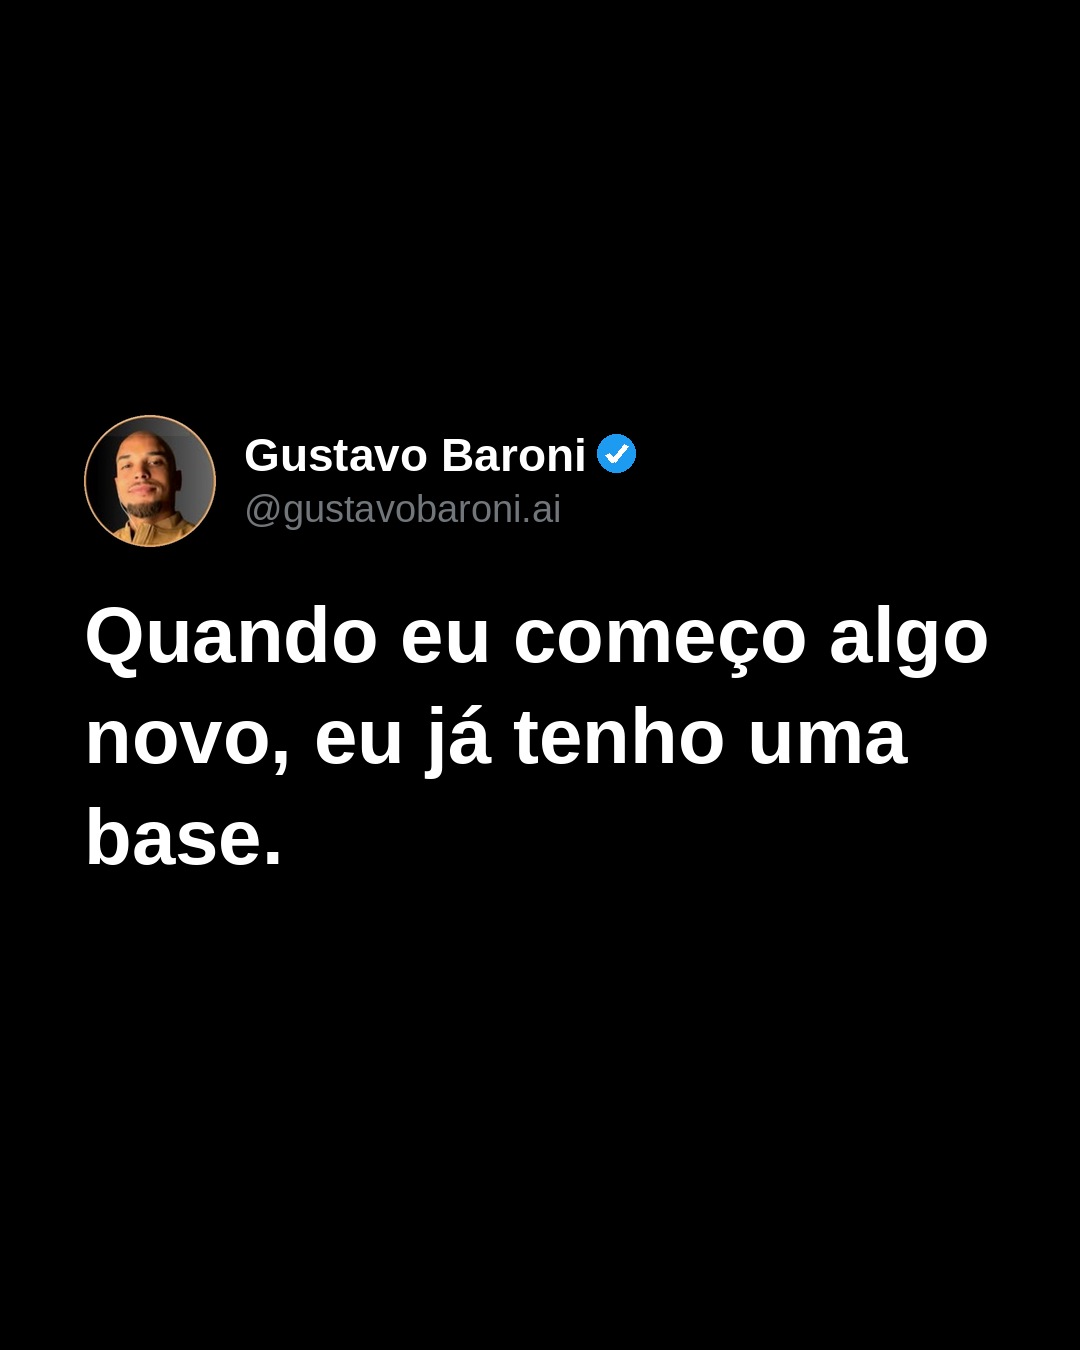 Gustavo Baroni
@gustavobaroni.ai
Quando eu começo algo
novo, eu já tenho uma
base.